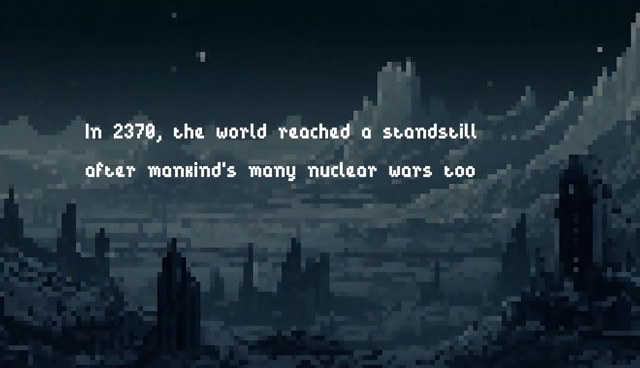 In 2370, the world reached a standstill
after mankind's many nuclear wars too